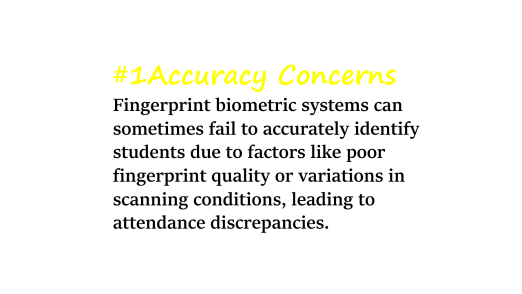 #1Accuracy Concerns
Fingerprint biometric systems can
sometimes fail to accurately identify
students due to factors like poor
fingerprint quality or variations in
scanning conditions, leading to
attendance discrepancies.